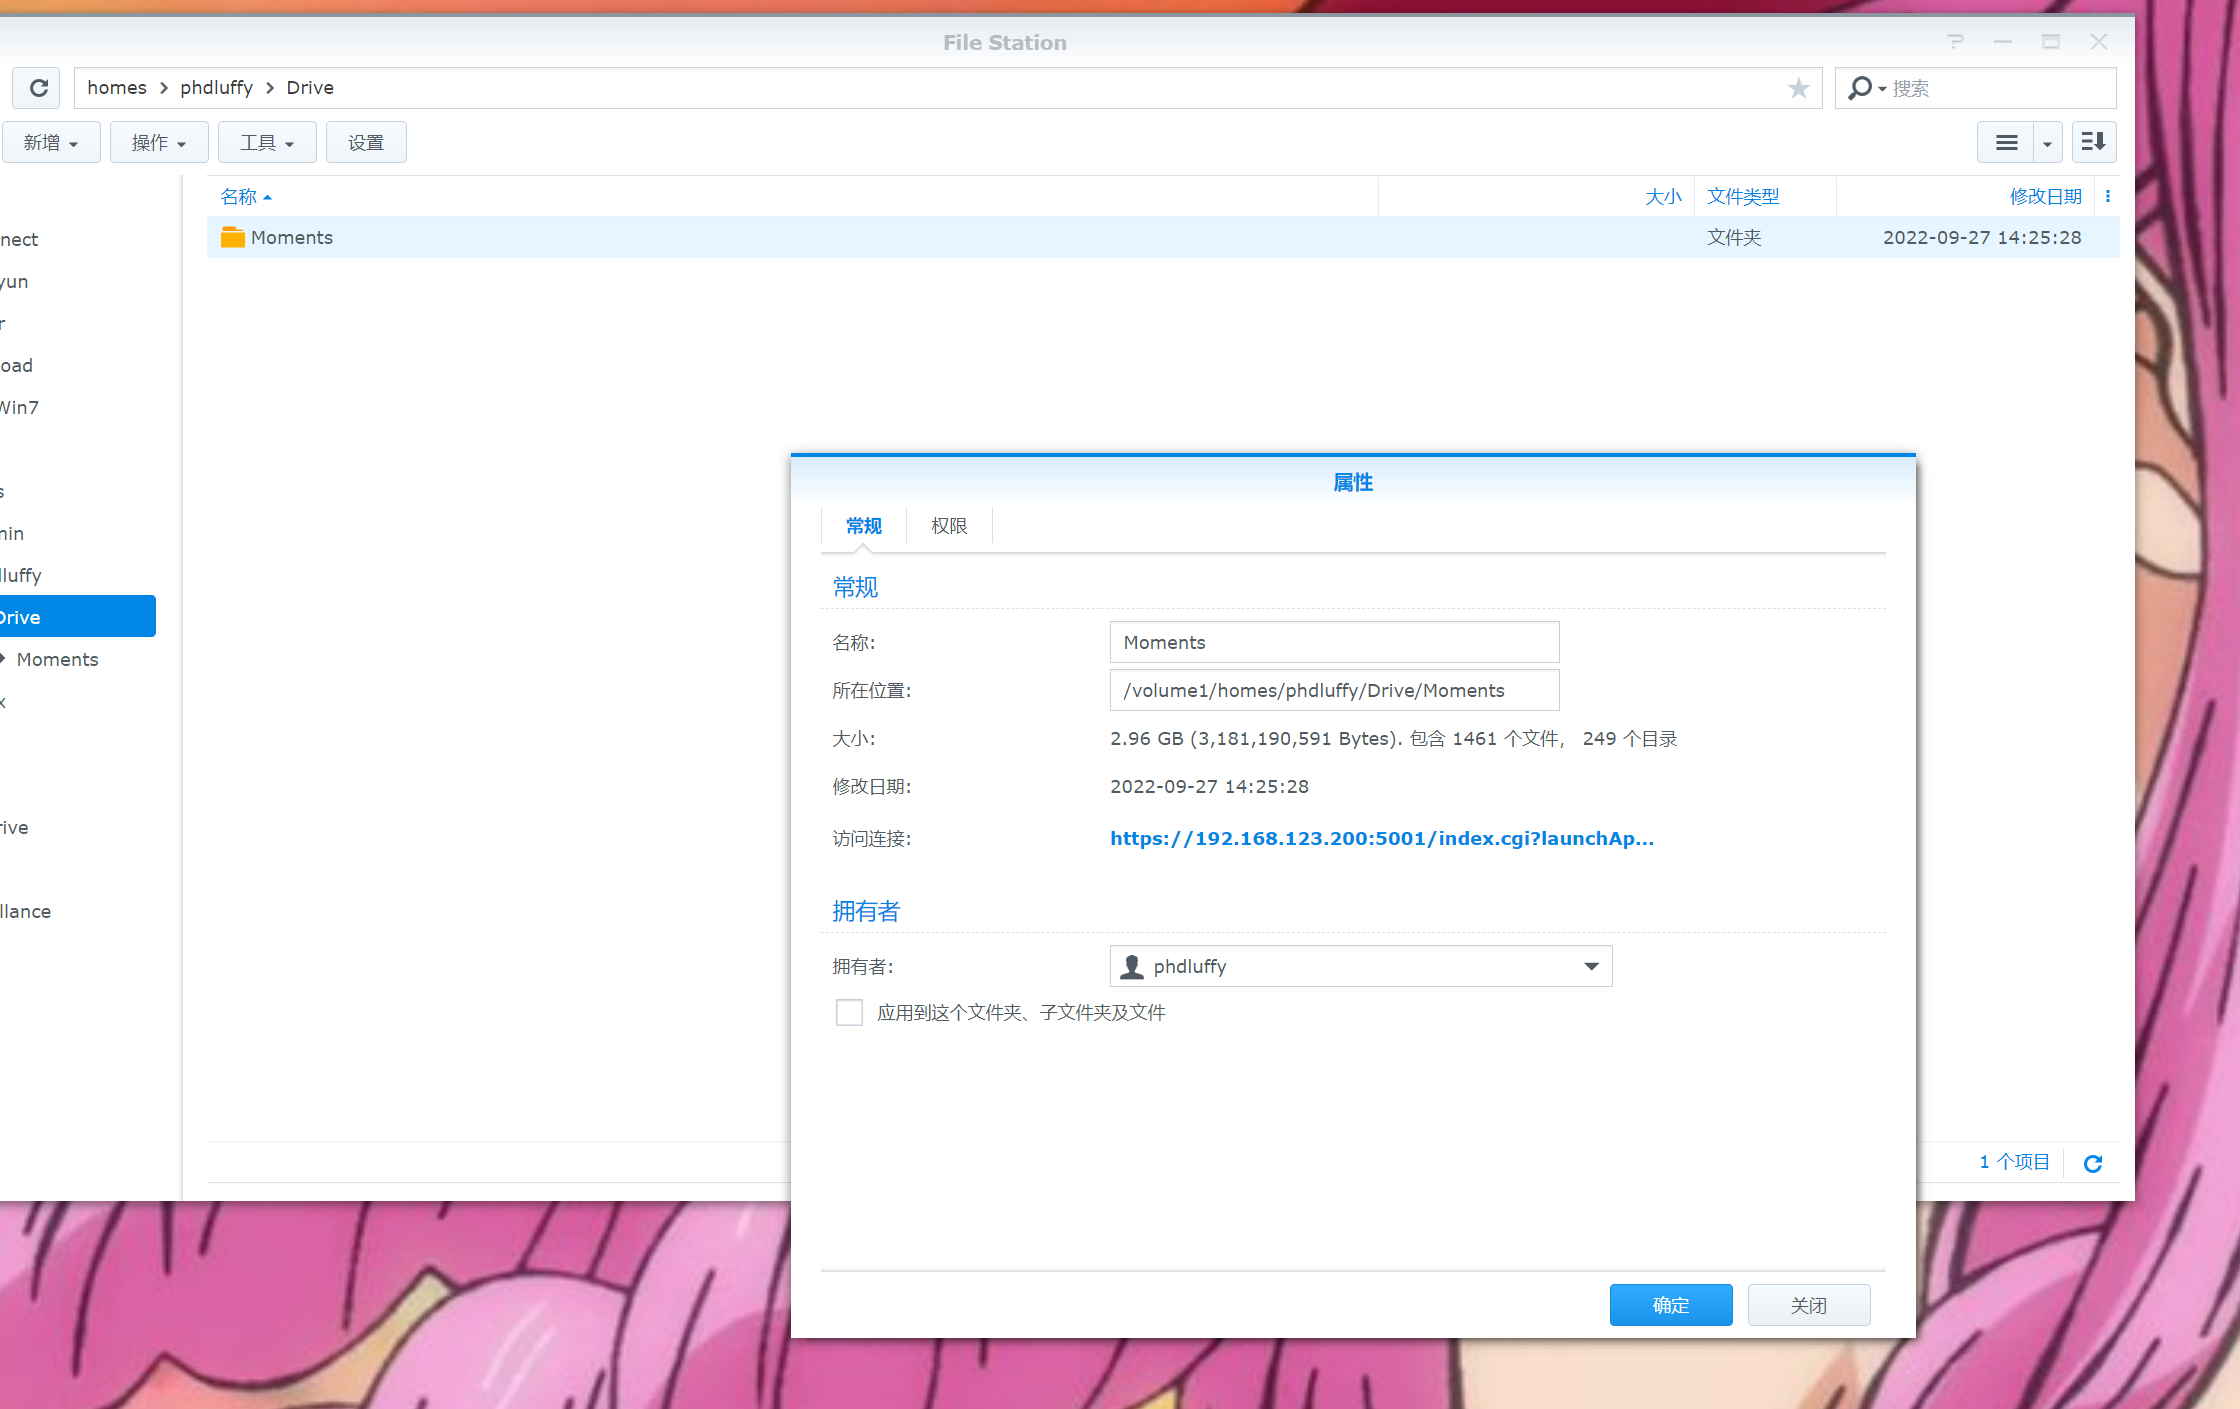 File Station
homes > phdluffy > Drive
搜索
新增 操作 工具 设置
名称 大小 文件类型 修改日期
Moments 文件夹 2022-09-27 14:25:28
nect
yun
r
oad
Win7
s
min
lluffy
Drive
Moments
x
rive
llance
属性
常规 权限
常规
名称: Moments
所在位置: /volume1/homes/phdluffy/Drive/Moments
大小: 2.96 GB (3,181,190,591 Bytes). 包含 1461 个文件, 249 个目录
修改日期: 2022-09-27 14:25:28
访问连接: https://192.168.123.200:5001/index.cgi?launchAp...
拥有者
拥有者: phdluffy
应用到这个文件夹、子文件夹及文件
1 个项目
确定 关闭